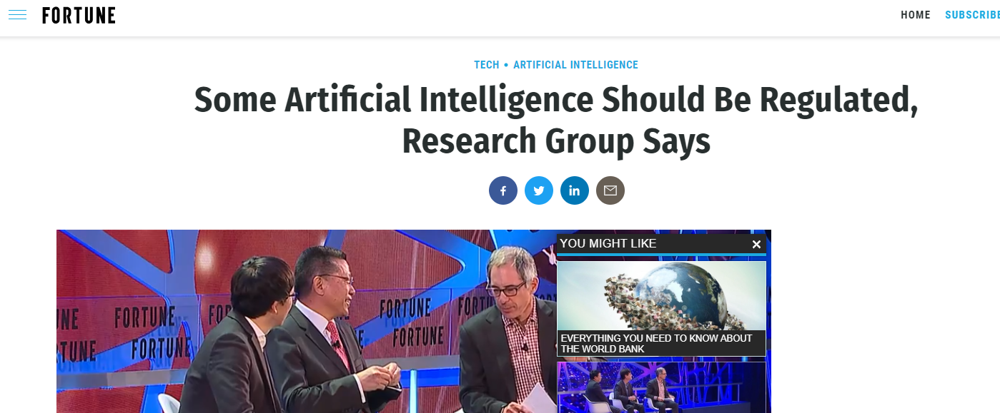 FORTUNE
HOME
SUBSCRIBE
TECH • ARTIFICIAL INTELLIGENCE
Some Artificial Intelligence Should Be Regulated,
Research Group Says
YOU MIGHT LIKE
EVERYTHING YOU NEED TO KNOW ABOUT
THE WORLD BANK
FORTUNE
FORTUNE
FORTUNE
FORTUNE